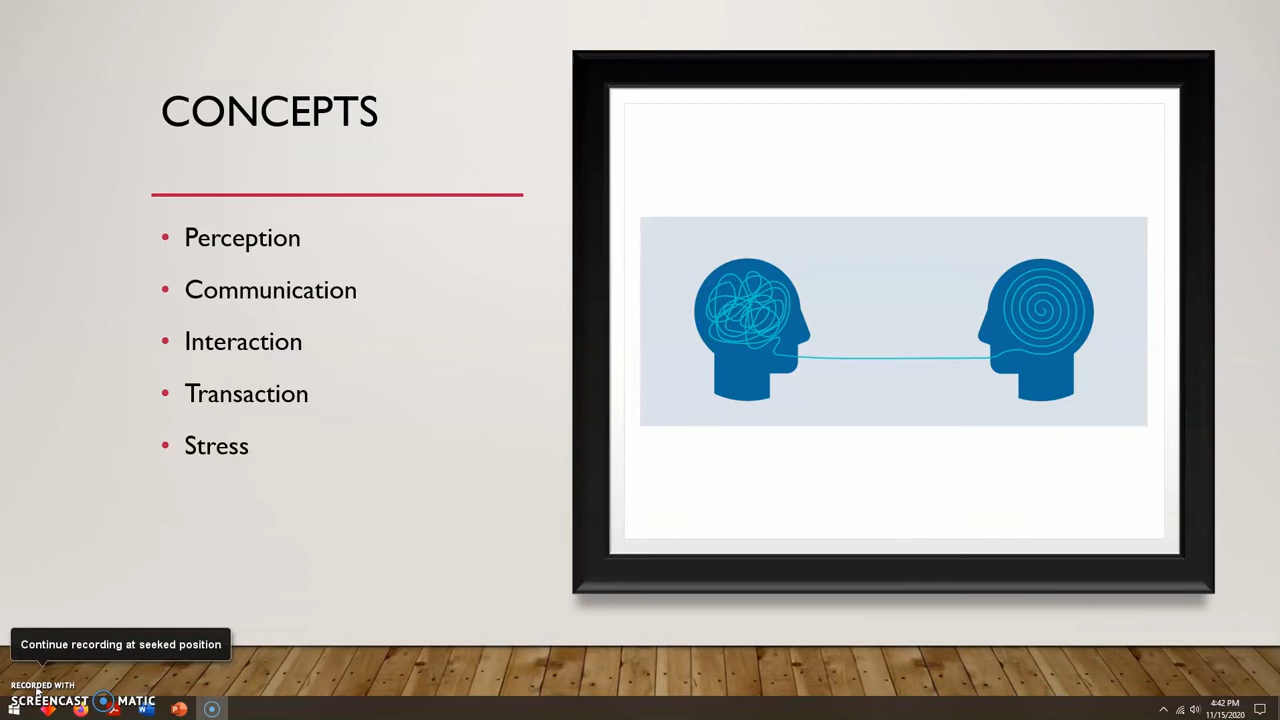 CONCEPTS
• Perception
• Communication
• Interaction
• Transaction
• Stress
Continue recording at seeked position
RECORDED WITH
SCREENCAST MATIC
4:42 PM
11/15/2020